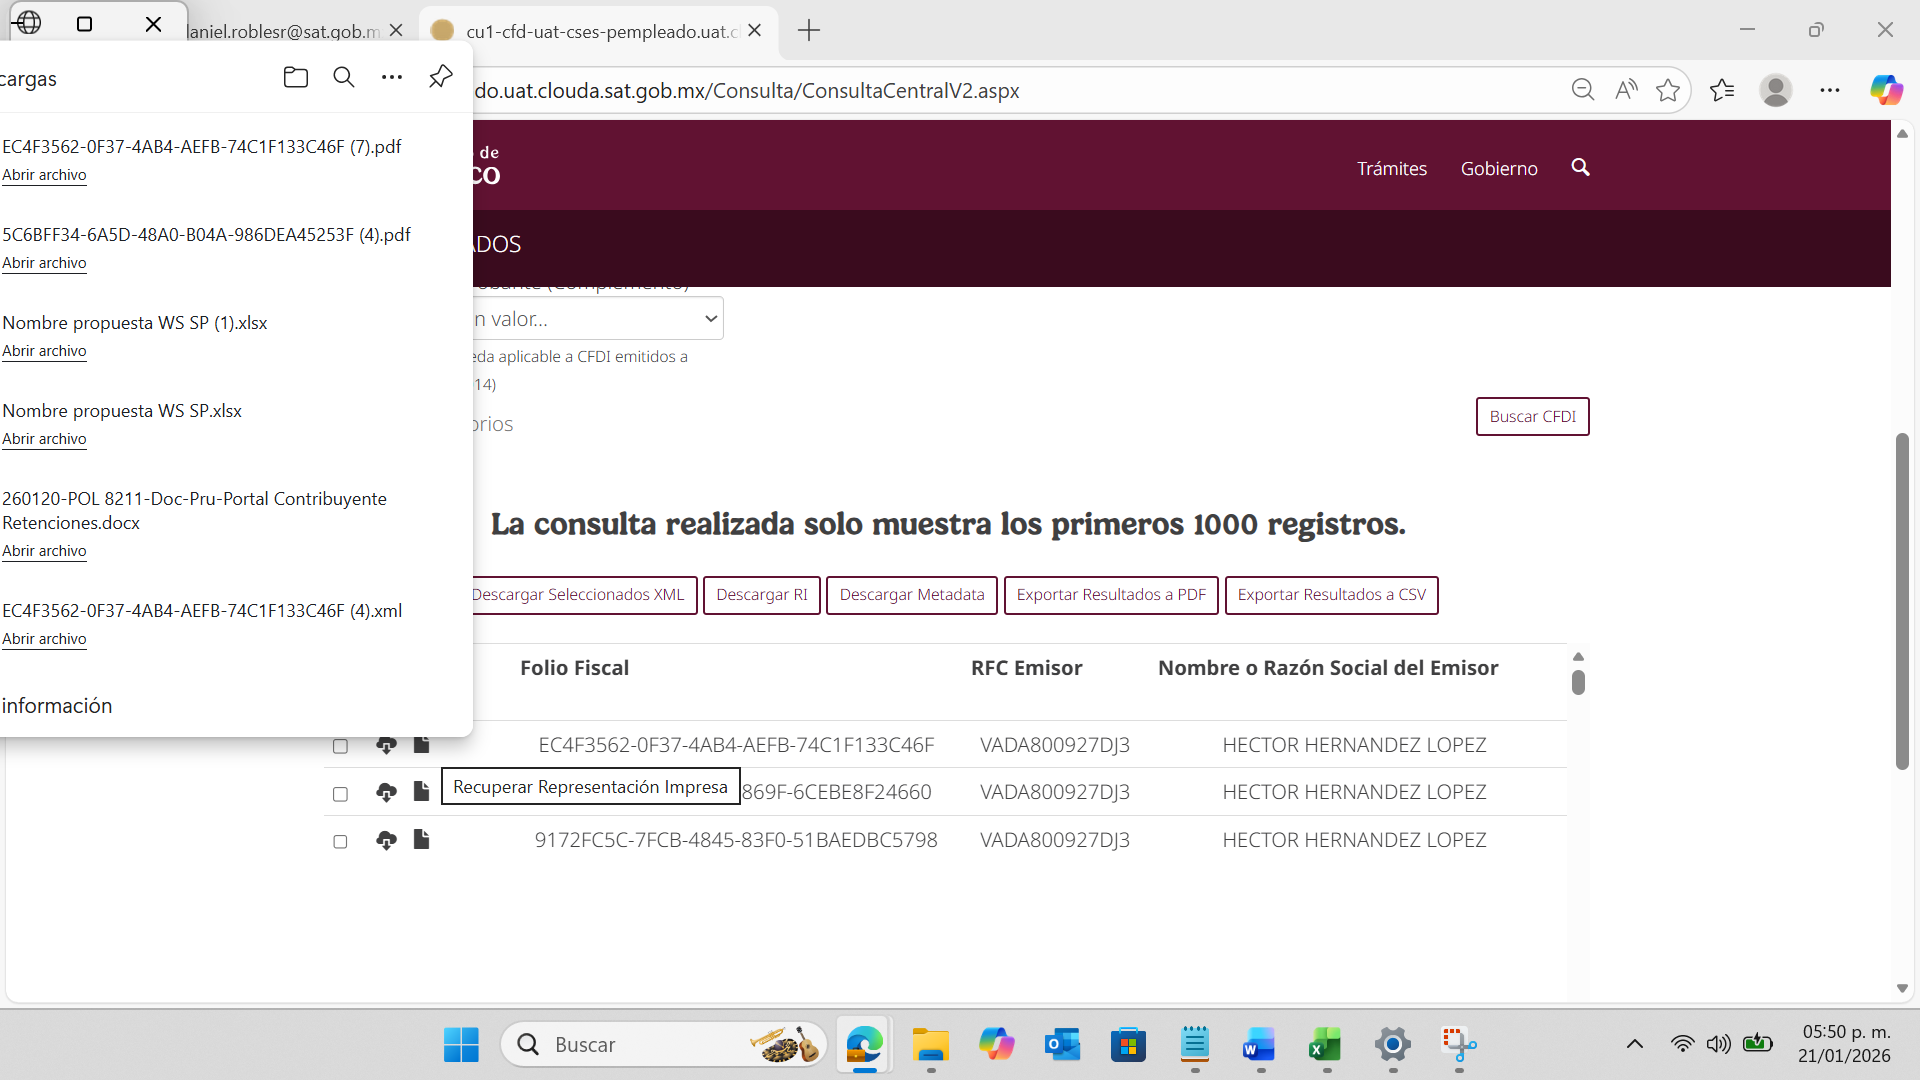 daniel.roblesr@sat.gob.m
cu1-cfd-uat-cses-pempleado.uat.c
do.uat.clouda.sat.gob.mx/Consulta/ConsultaCentralV2.aspx
cargas
EC4F3562-0F37-4AB4-AEFB-74C1F133C46F (7).pdf
Abrir archivo
5C6BFF34-6A5D-48A0-B04A-986DEA45253F (4).pdf
Abrir archivo
Nombre propuesta WS SP (1).xlsx
Abrir archivo
Nombre propuesta WS SP.xlsx
Abrir archivo
260120-POL 8211-Doc-Pru-Portal Contribuyente
Retenciones.docx
Abrir archivo
EC4F3562-0F37-4AB4-AEFB-74C1F133C46F (4).xml
Abrir archivo
información
de
CO
Trámites Gobierno
ADOS
obante (Complemento)
n valor...
eda aplicable a CFDI emitidos a
14)
orios
Buscar CFDI
La consulta realizada solo muestra los primeros 1000 registros.
Descargar Seleccionados XML Descargar RI Descargar Metadata Exportar Resultados a PDF Exportar Resultados a CSV
Folio Fiscal RFC Emisor Nombre o Razón Social del Emisor
EC4F3562-0F37-4AB4-AEFB-74C1F133C46F VADA800927DJ3 HECTOR HERNANDEZ LOPEZ
Recuperar Representación Impresa
869F-6CEBE8F24660 VADA800927DJ3 HECTOR HERNANDEZ LOPEZ
9172FC5C-7FCB-4845-83F0-51BAEDBC5798 VADA800927DJ3 HECTOR HERNANDEZ LOPEZ
Buscar
05:50 p. m.
21/01/2026